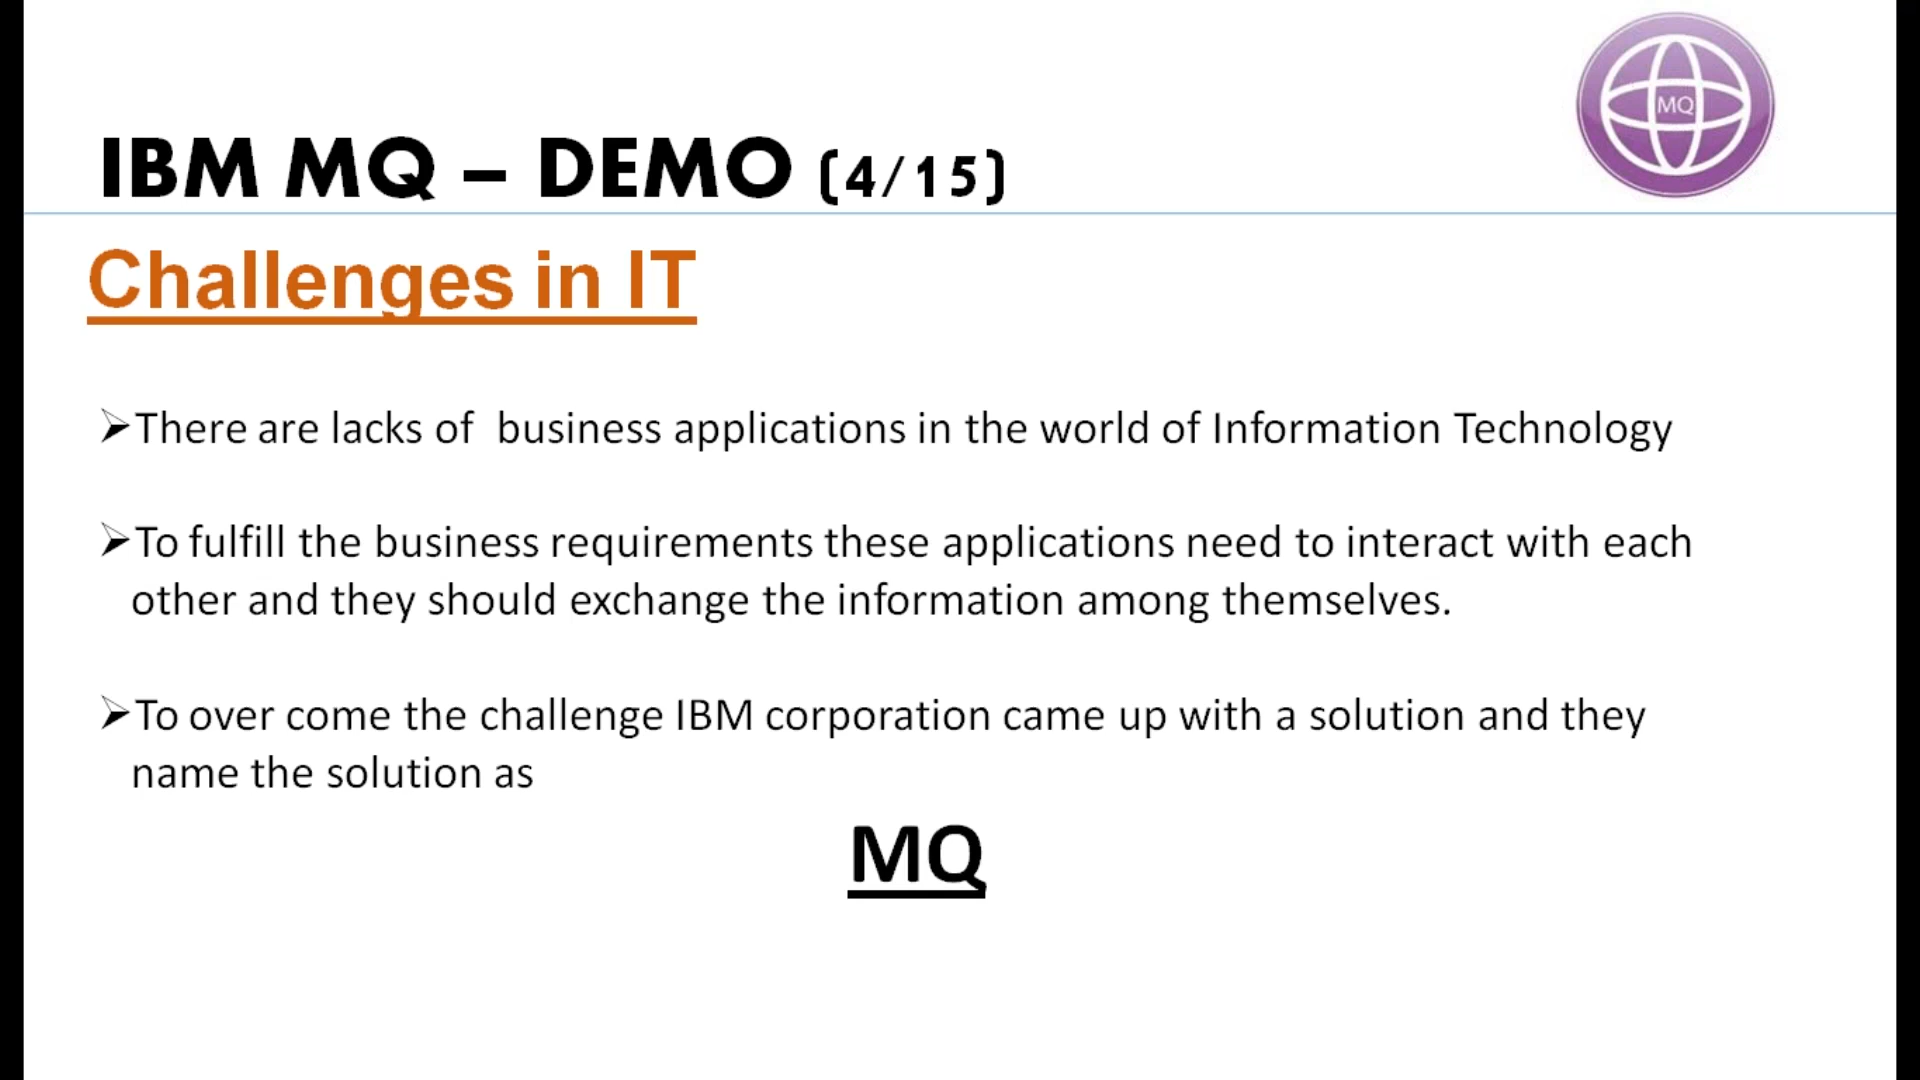 MQ
IBM MQ – DEMO (4/15)
Challenges in IT
➢There are lacks of  business applications in the world of Information Technology
➢To fulfill the business requirements these applications need to interact with each
other and they should exchange the information among themselves.
➢To over come the challenge IBM corporation came up with a solution and they
name the solution as
MQ